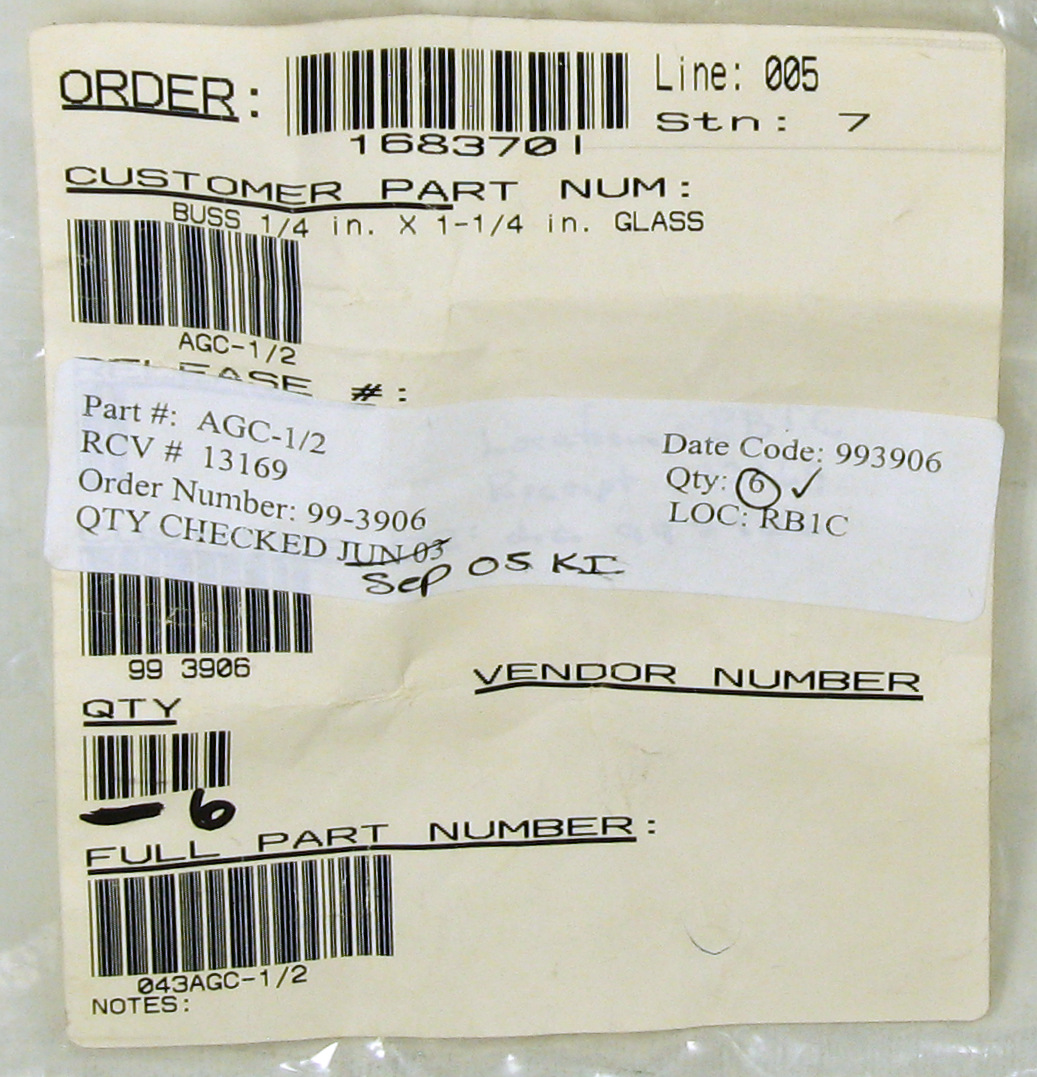 ORDER: Line: 005
Stn: 7
1683701
CUSTOMER PART NUM:
BUSS 1/4 in. X 1-1/4 in. GLASS
AGC-1/2
RELEASE #:
Part #: AGC-1/2
RCV # 13169
Order Number: 99-3906
QTY CHECKED JUN 03
Sep 05 KI
Date Code: 993906
Qty: 6 ✓
LOC: RB1C
99 3906
VENDOR NUMBER
QTY
6
FULL PART NUMBER:
043AGC-1/2
NOTES: